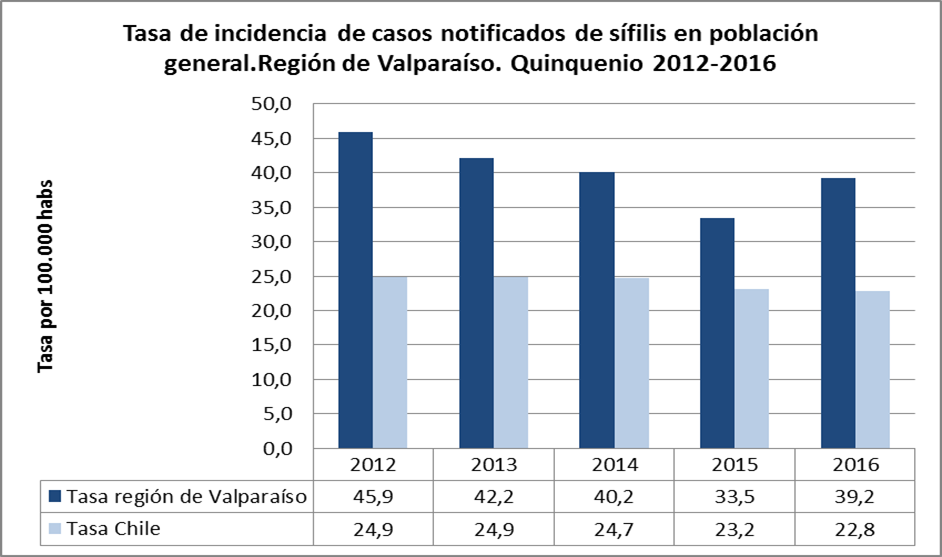 Tasa de incidencia de casos notificados de sífilis en población
general.Región de Valparaíso. Quinquenio 2012-2016
Tasa por 100.000 habs
50,0
45,0
40,0
35,0
30,0
25,0
20,0
15,0
10,0
5,0
0,0
2012 2013 2014 2015 2016
Tasa región de Valparaíso 45,9 42,2 40,2 33,5 39,2
Tasa Chile 24,9 24,9 24,7 23,2 22,8